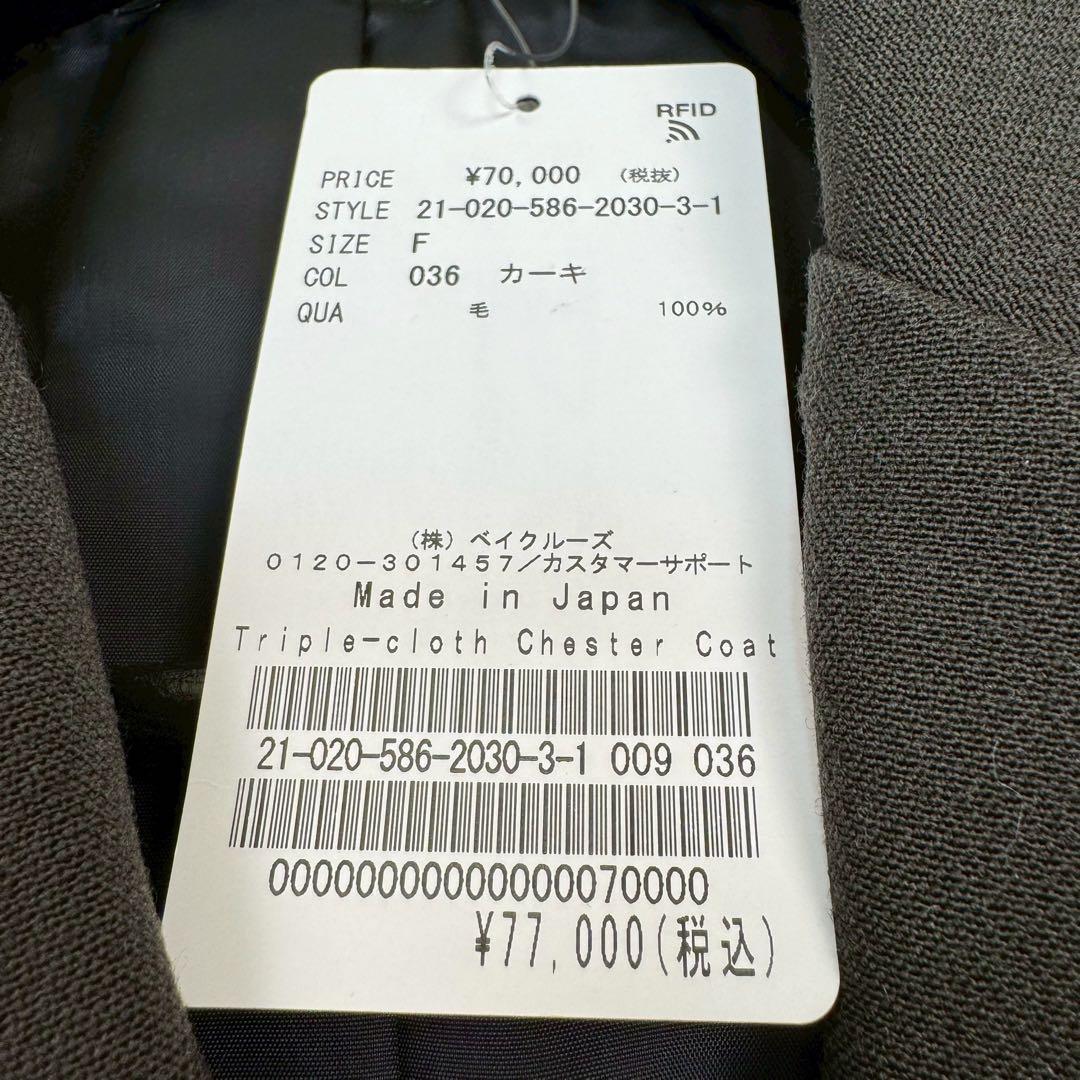 RFID
PRICE ¥70,000 (税抜)
STYLE 21-020-586-2030-3-1
SIZE F
COL 036 カーキ
QUA 毛 100%
(株)ベイクルーズ
0120-301457/カスタマーサポート
Made in Japan
Triple-cloth Chester Coat
21-020-586-2030-3-1 009 036
00000000000000070000
¥77,000(税込)